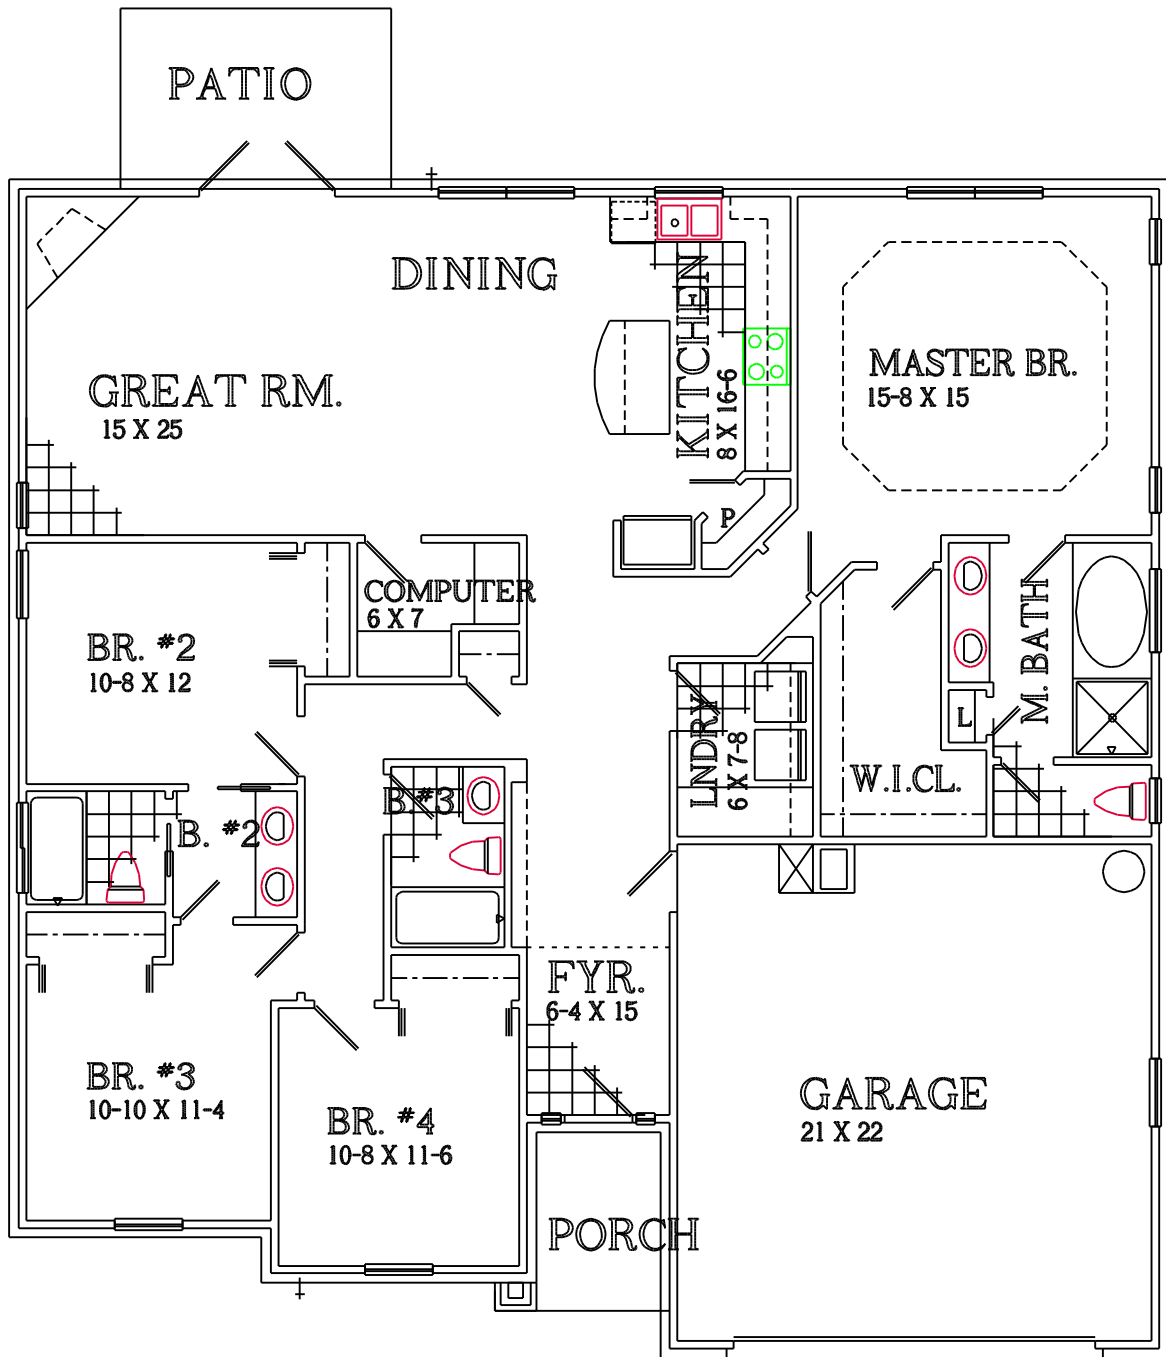 PATIO
DINING
KITCHEN
8 X 16-6
GREAT RM.
15 X 25
MASTER BR.
15-8 X 15
P
COMPUTER
6 X 7
BR. #2
10-8 X 12
M. BATH
L
LNDRY
6 X 7-8
W.I.CL.
B. #3
B. #2
FYR.
6-4 X 15
BR. #3
10-10 X 11-4
BR. #4
10-8 X 11-6
GARAGE
21 X 22
PORCH